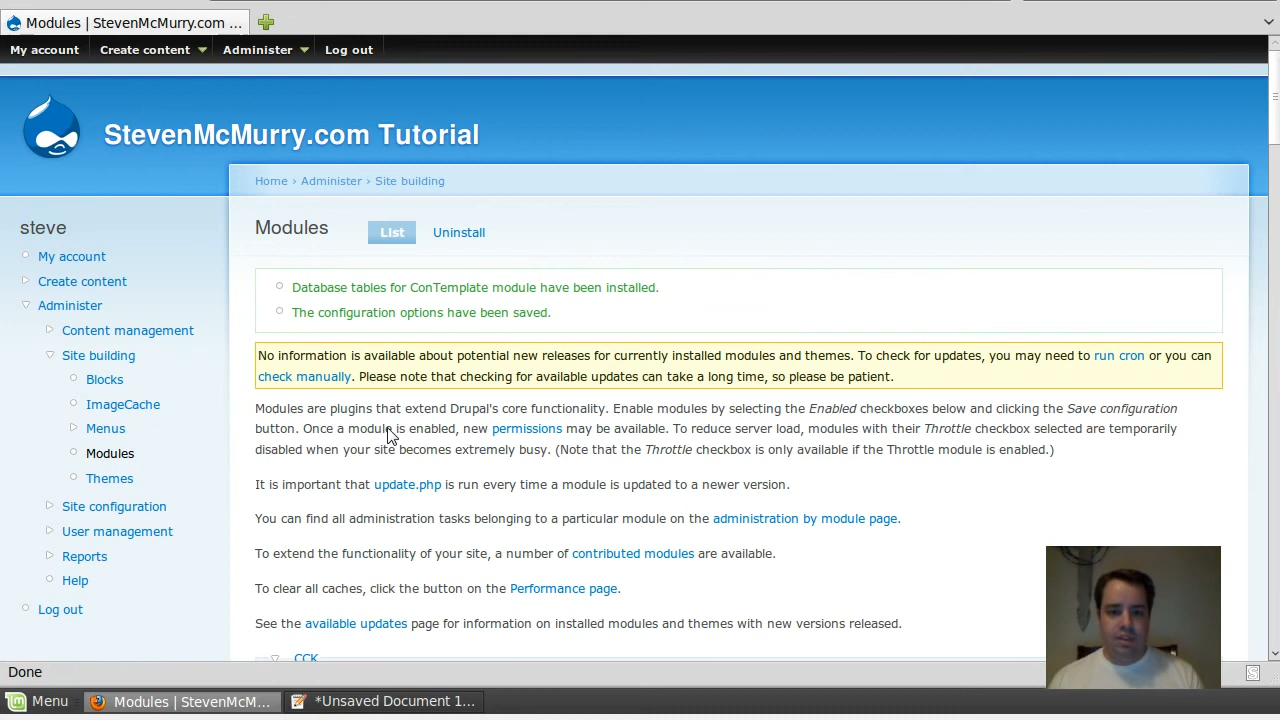 Modules | StevenMcMurry.com ...
My account Create content Administer Log out
StevenMcMurry.com Tutorial
Home › Administer › Site building
steve
My account
Create content
Administer
Content management
Site building
Blocks
ImageCache
Menus
Modules
Themes
Site configuration
User management
Reports
Help
Log out
Modules List Uninstall
Database tables for ConTemplate module have been installed.
The configuration options have been saved.
No information is available about potential new releases for currently installed modules and themes. To check for updates, you may need to run cron or you can
check manually. Please note that checking for available updates can take a long time, so please be patient.
Modules are plugins that extend Drupal's core functionality. Enable modules by selecting the Enabled checkboxes below and clicking the Save configuration
button. Once a module is enabled, new permissions may be available. To reduce server load, modules with their Throttle checkbox selected are temporarily
disabled when your site becomes extremely busy. (Note that the Throttle checkbox is only available if the Throttle module is enabled.)
It is important that update.php is run every time a module is updated to a newer version.
You can find all administration tasks belonging to a particular module on the administration by module page.
To extend the functionality of your site, a number of contributed modules are available.
To clear all caches, click the button on the Performance page.
See the available updates page for information on installed modules and themes with new versions released.
CCK
Done
Menu Modules | StevenMcM... *Unsaved Document 1...